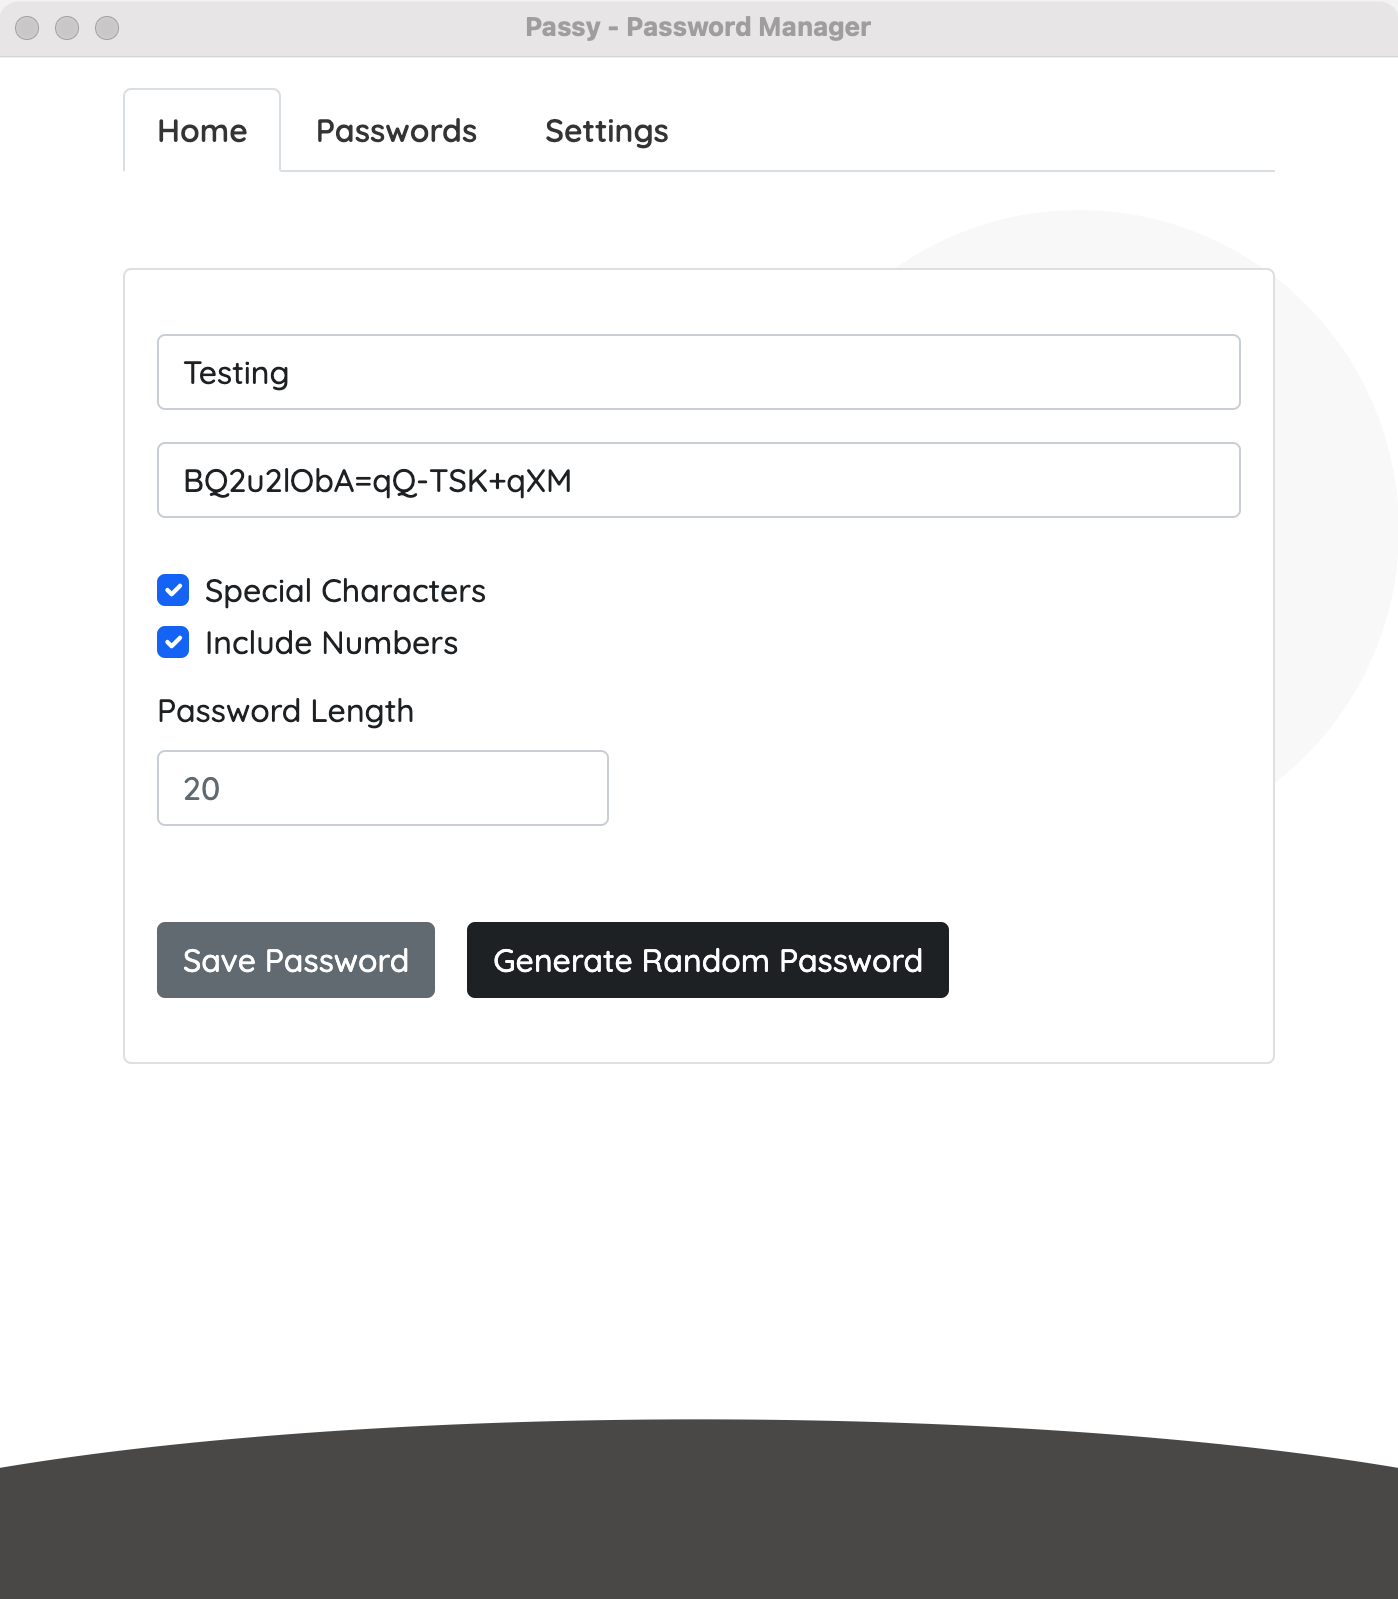 Passy - Password Manager
Home Passwords Settings
Testing
BQ2u2lObA=qQ-TSK+qXM
Special Characters
Include Numbers
Password Length
20
Save Password Generate Random Password